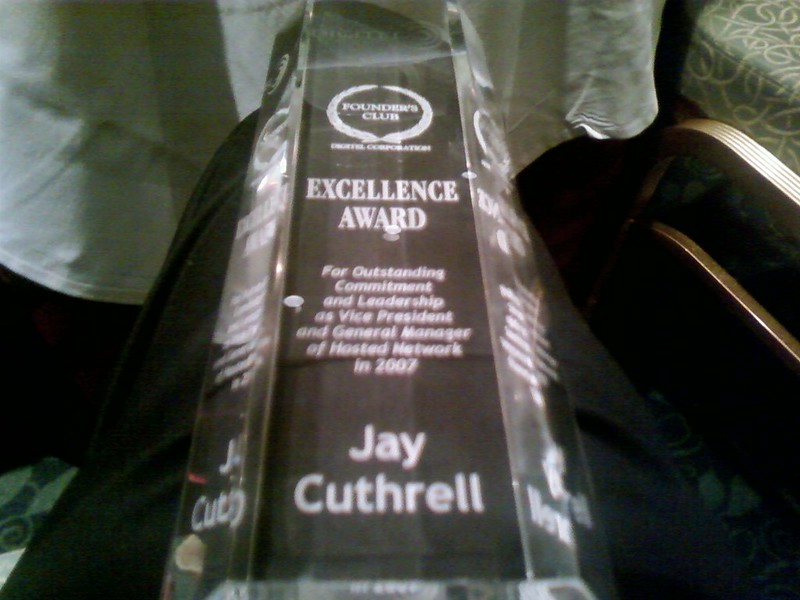 FOUNDER'S
CLUB
DIGITEL CORPORATION
EXCELLENCE
AWARD
For Outstanding
Commitment
and Leadership
as Vice President
and General Manager
of Hosted Network
in 2007
Jay
Cuthrell